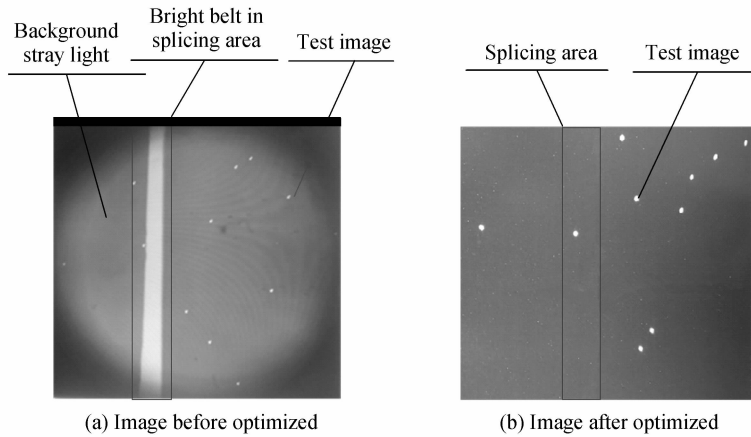 Background
stray light
Bright belt in
splicing area
Test image
Splicing area
Test image
(a) Image before optimized
(b) Image after optimized